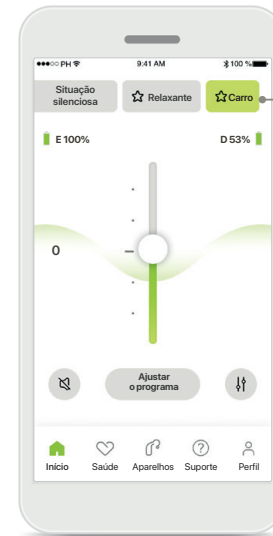 PH 9:41 AM 100 %
Situação
silenciosa
Relaxante
Carro
E 100%
D 53%
0
Ajustar
o programa
Início Saúde Aparelhos Suporte Perfil